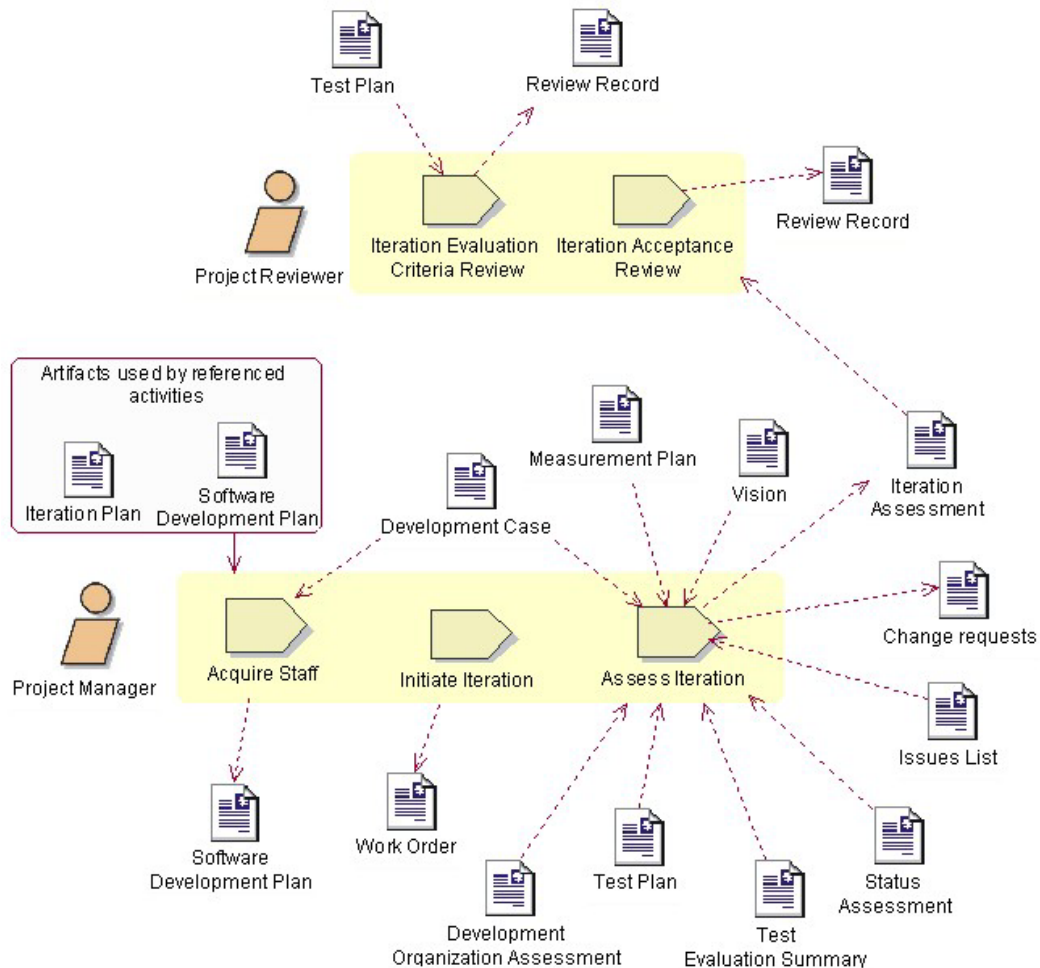 Test Plan
Review Record
Review Record
Project Reviewer
Iteration Evaluation
Criteria Review
Iteration Acceptance
Review
Artifacts used by referenced
activities
Iteration Plan
Software
Development Plan
Development Case
Measurement Plan
Vision
Iteration
Assessment
Project Manager
Acquire Staff
Initiate Iteration
Assess Iteration
Change requests
Issues List
Software
Development Plan
Work Order
Development
Organization Assessment
Test Plan
Test
Evaluation Summary
Status
Assessment